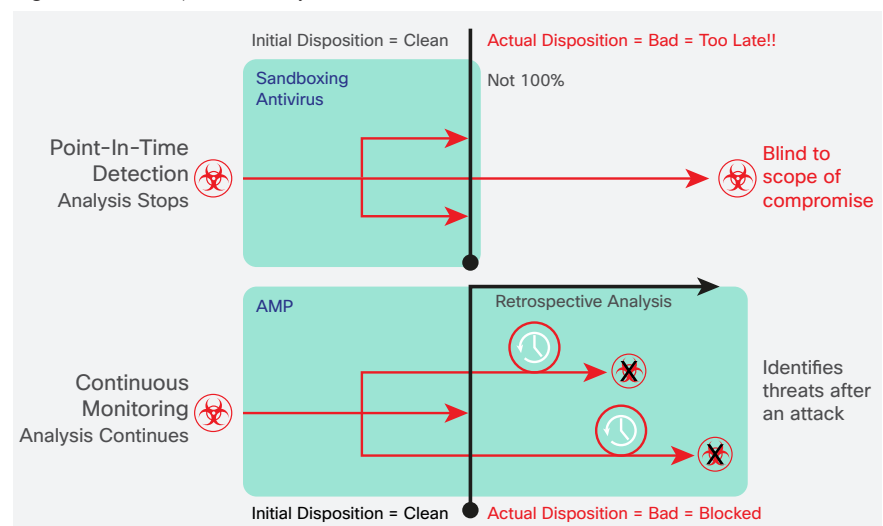 Initial Disposition = Clean
Actual Disposition = Bad = Too Late!!
Sandboxing
Antivirus
Not 100%
Point-In-Time
Detection
Analysis Stops
Blind to
scope of
compromise
AMP
Retrospective Analysis
Continuous
Monitoring
Analysis Continues
Identifies
threats after
an attack
Initial Disposition = Clean
Actual Disposition = Bad = Blocked